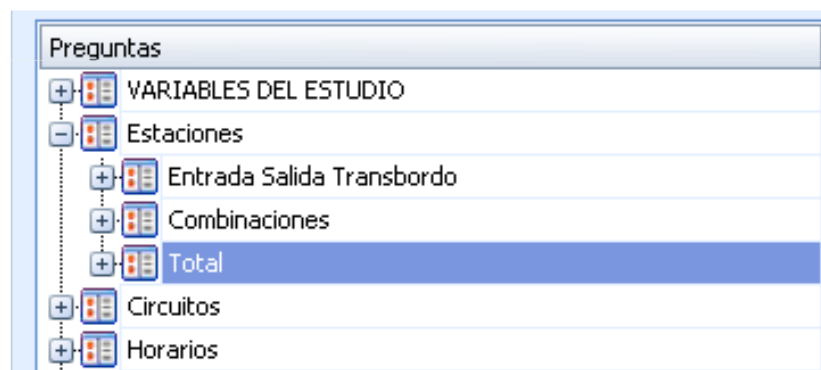 Preguntas
VARIABLES DEL ESTUDIO
Estaciones
Entrada Salida Transbordo
Combinaciones
Total
Circuitos
Horarios